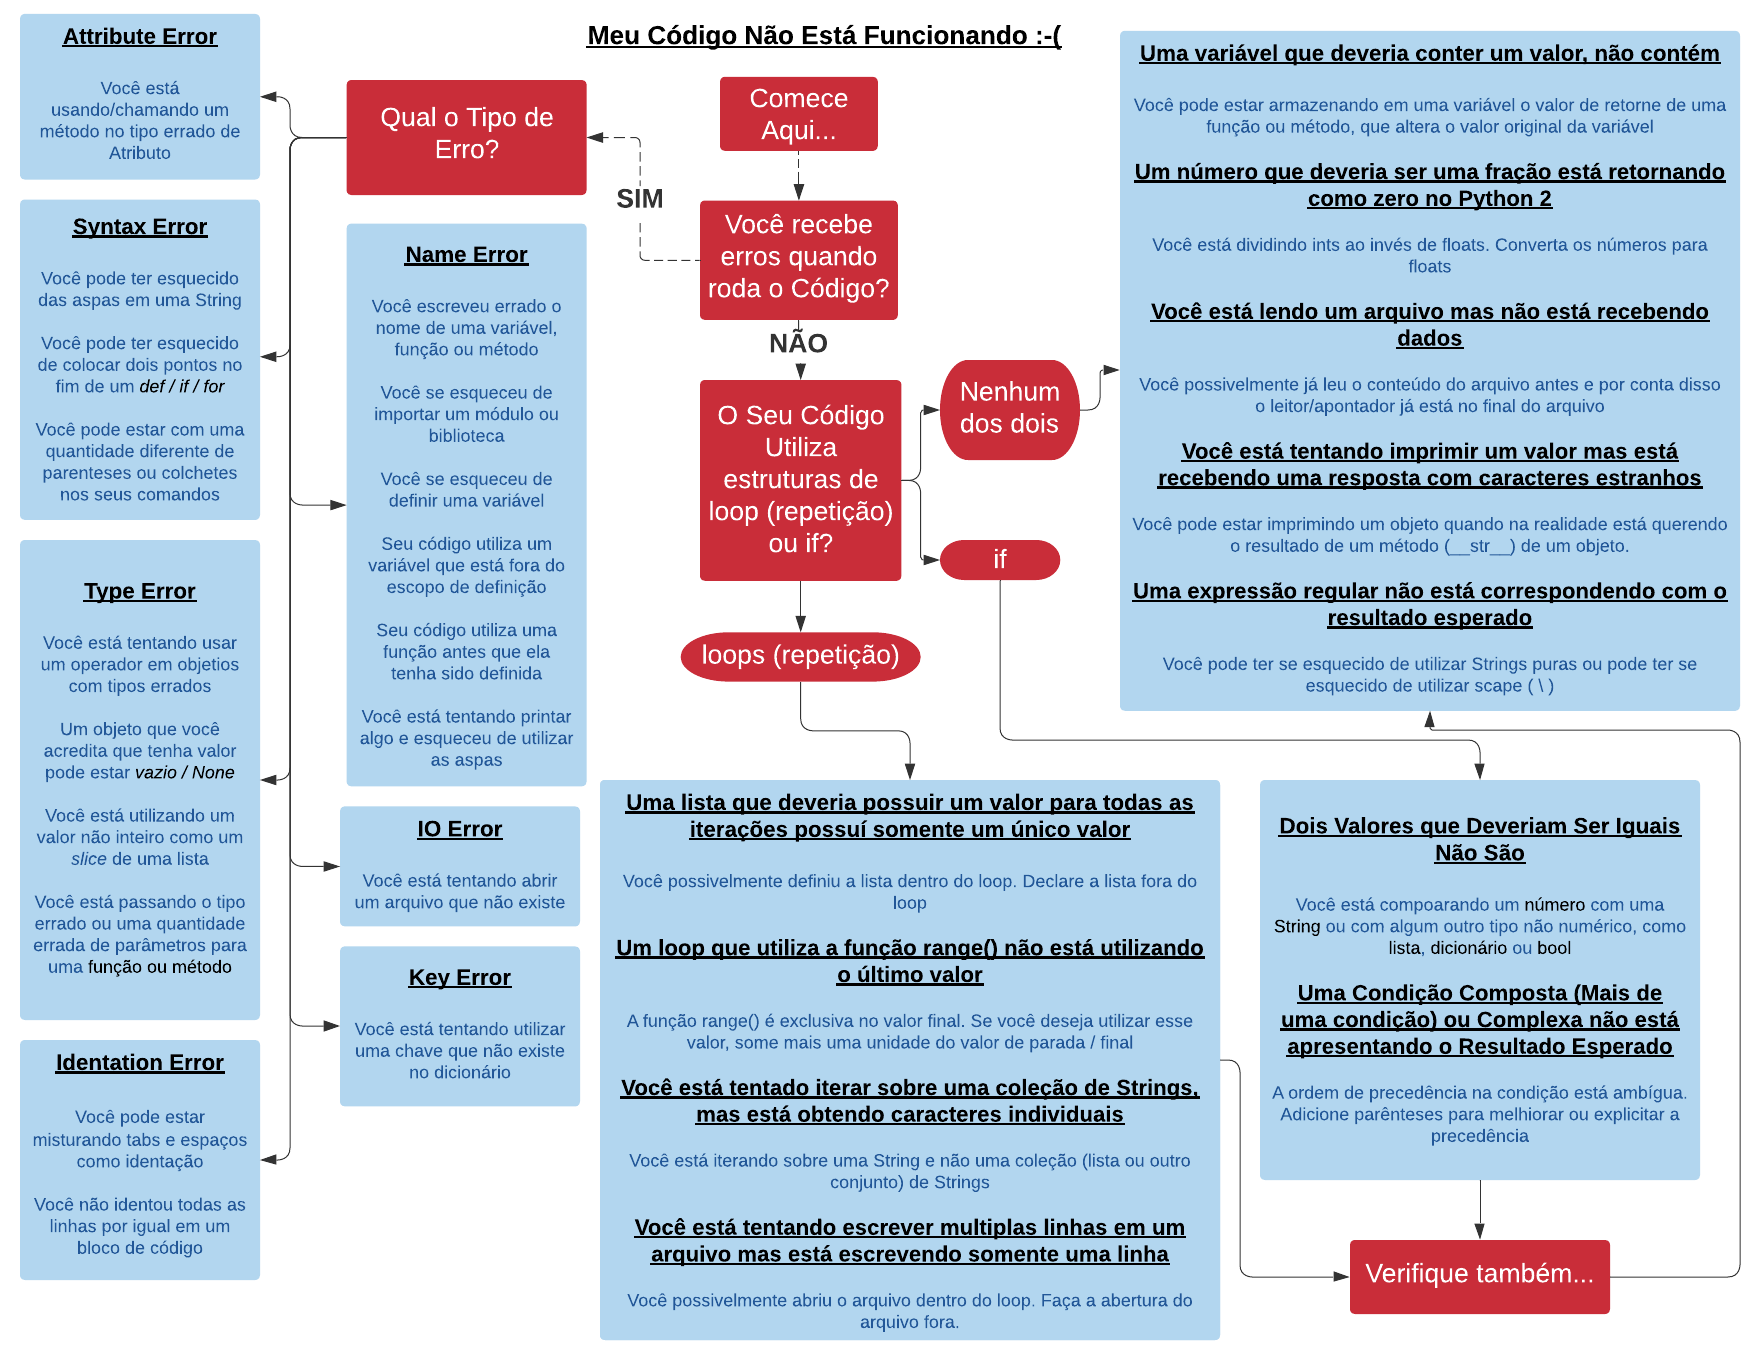 Meu Código Não Está Funcionando :-(
Comece
Aqui...
Você recebe
erros quando
roda o Código?
SIM
NÃO
Qual o Tipo de
Erro?
Attribute Error
Você está
usando/chamando um
método no tipo errado de
Atributo
Syntax Error
Você pode ter esquecido
das aspas em uma String
Você pode ter esquecido
de colocar dois pontos no
fim de um def / if / for
Você pode estar com uma
quantidade diferente de
parenteses ou colchetes
nos seus comandos
Type Error
Você está tentando usar
um operador em objetios
com tipos errados
Um objeto que você
acredita que tenha valor
pode estar vazio / None
Você está utilizando um
valor não inteiro como um
slice de uma lista
Você está passando o tipo
errado ou uma quantidade
errada de parâmetros para
uma função ou método
Identation Error
Você pode estar
misturando tabs e espaços
como identação
Você não identou todas as
linhas por igual em um
bloco de código
Name Error
Você escreveu errado o
nome de uma variável,
função ou método
Você se esqueceu de
importar um módulo ou
biblioteca
Você se esqueceu de
definir uma variável
Seu código utiliza um
variável que está fora do
escopo de definição
Seu código utiliza uma
função antes que ela
tenha sido definida
Você está tentando printar
algo e esqueceu de utilizar
as aspas
IO Error
Você está tentando abrir
um arquivo que não existe
Key Error
Você está tentando utilizar
uma chave que não existe
no dicionário
O Seu Código
Utiliza
estruturas de
loop (repetição)
ou if?
Nenhum
dos dois
if
loops (repetição)
Uma variável que deveria conter um valor, não contém
Você pode estar armazenando em uma variável o valor de retorne de uma
função ou método, que altera o valor original da variável
Um número que deveria ser uma fração está retornando
como zero no Python 2
Você está dividindo ints ao invés de floats. Converta os números para
floats
Você está lendo um arquivo mas não está recebendo
dados
Você possivelmente já leu o conteúdo do arquivo antes e por conta disso
o leitor/apontador já está no final do arquivo
Você está tentando imprimir um valor mas está
recebendo uma resposta com caracteres estranhos
Você pode estar imprimindo um objeto quando na realidade está querendo
o resultado de um método (__str__) de um objeto.
Uma expressão regular não está correspondendo com o
resultado esperado
Você pode ter se esquecido de utilizar Strings puras ou pode ter se
esquecido de utilizar scape ( \ )
Uma lista que deveria possuir um valor para todas as
iterações possuí somente um único valor
Você possivelmente definiu a lista dentro do loop. Declare a lista fora do
loop
Um loop que utiliza a função range() não está utilizando
o último valor
A função range() é exclusiva no valor final. Se você deseja utilizar esse
valor, some mais uma unidade do valor de parada / final
Você está tentado iterar sobre uma coleção de Strings,
mas está obtendo caracteres individuais
Você está iterando sobre uma String e não uma coleção (lista ou outro
conjunto) de Strings
Você está tentando escrever multiplas linhas em um
arquivo mas está escrevendo somente uma linha
Você possivelmente abriu o arquivo dentro do loop. Faça a abertura do
arquivo fora.
Dois Valores que Deveriam Ser Iguais
Não São
Você está compoarando um número com uma
String ou com algum outro tipo não numérico, como
lista, dicionário ou bool
Uma Condição Composta (Mais de
uma condição) ou Complexa não está
apresentando o Resultado Esperado
A ordem de precedência na condição está ambígua.
Adicione parênteses para melhiorar ou explicitar a
precedência
Verifique também...